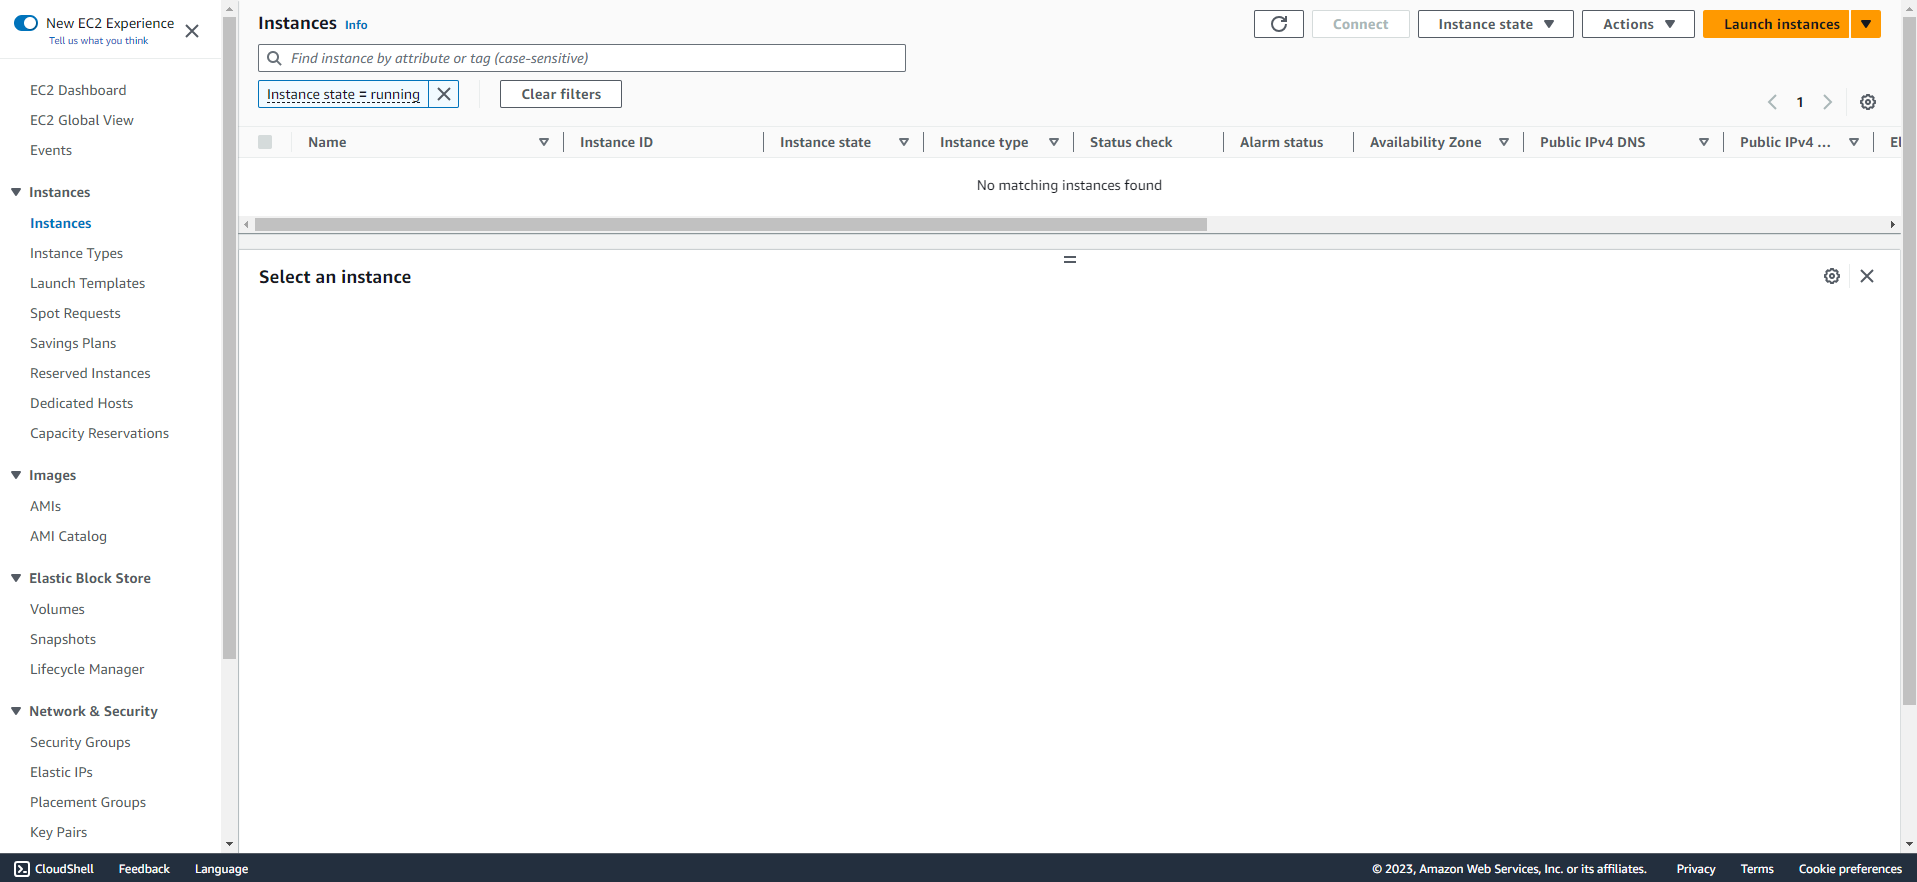 New EC2 Experience
Tell us what you think
EC2 Dashboard
EC2 Global View
Events
Instances
Instances
Instance Types
Launch Templates
Spot Requests
Savings Plans
Reserved Instances
Dedicated Hosts
Capacity Reservations
Images
AMIs
AMI Catalog
Elastic Block Store
Volumes
Snapshots
Lifecycle Manager
Network & Security
Security Groups
Elastic IPs
Placement Groups
Key Pairs
Instances Info
Connect Instance state Actions Launch instances
Find instance by attribute or tag (case-sensitive)
Instance state = running Clear filters
1
Name Instance ID Instance state Instance type Status check Alarm status Availability Zone Public IPv4 DNS Public IPv4 ... El
No matching instances found
Select an instance
CloudShell Feedback Language © 2023, Amazon Web Services, Inc. or its affiliates. Privacy Terms Cookie preferences